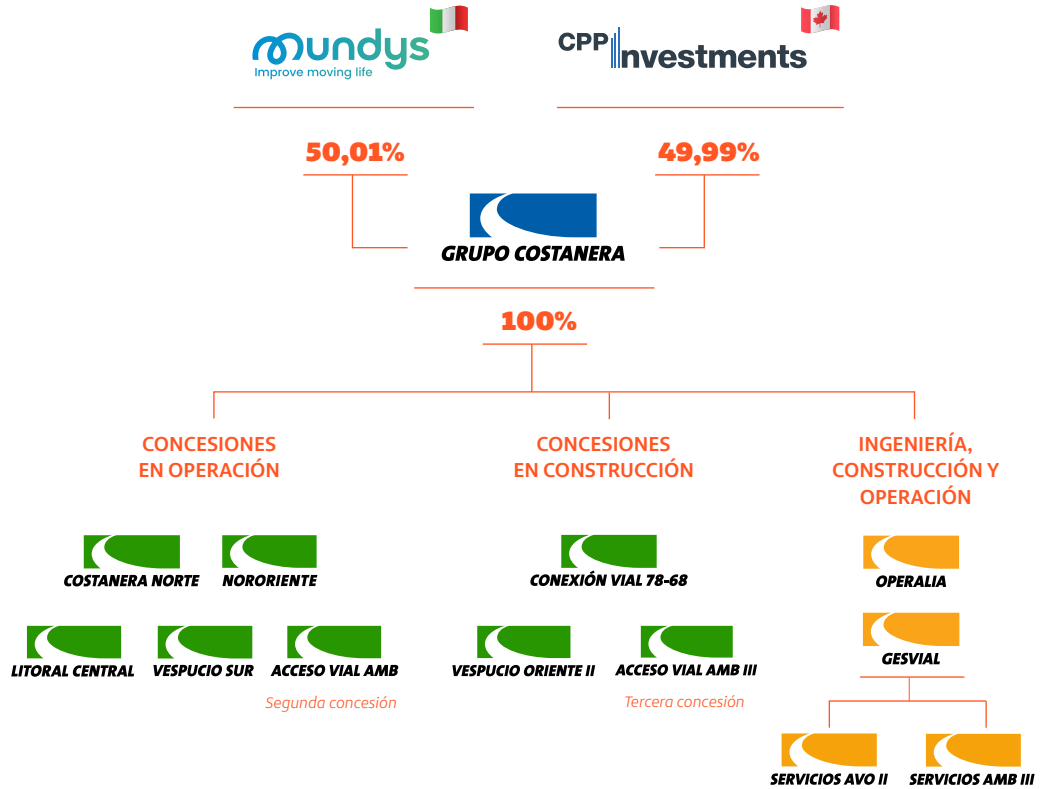 mundys
Improve moving life
CPP Investments
50,01%
49,99%
GRUPO COSTANERA
100%
CONCESIONES
EN OPERACIÓN
CONCESIONES
EN CONSTRUCCIÓN
INGENIERÍA,
CONSTRUCCIÓN Y
OPERACIÓN
COSTANERA NORTE
NORORIENTE
LITORAL CENTRAL
VESPUCIO SUR
ACCESO VIAL AMB
Segunda concesión
CONEXIÓN VIAL 78-68
VESPUCIO ORIENTE II
ACCESO VIAL AMB III
Tercera concesión
OPERALIA
GESVIAL
SERVICIOS AVO II
SERVICIOS AMB III